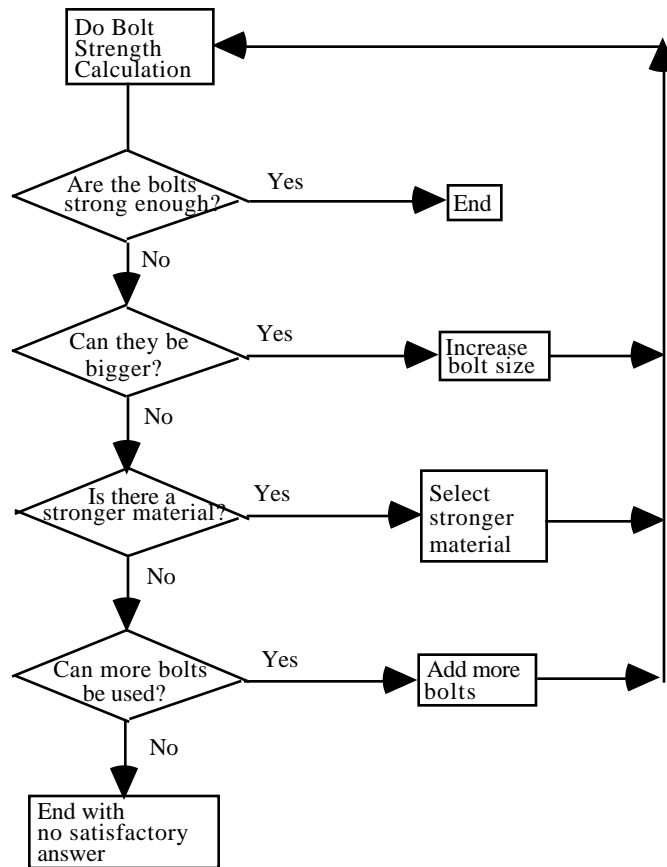 Do Bolt
Strength
Calculation
Are the bolts
strong enough?
Yes
End
No
Can they be
bigger?
Yes
Increase
bolt size
No
Is there a
stronger material?
Yes
Select
stronger
material
No
Can more bolts
be used?
Yes
Add more
bolts
No
End with
no satisfactory
answer